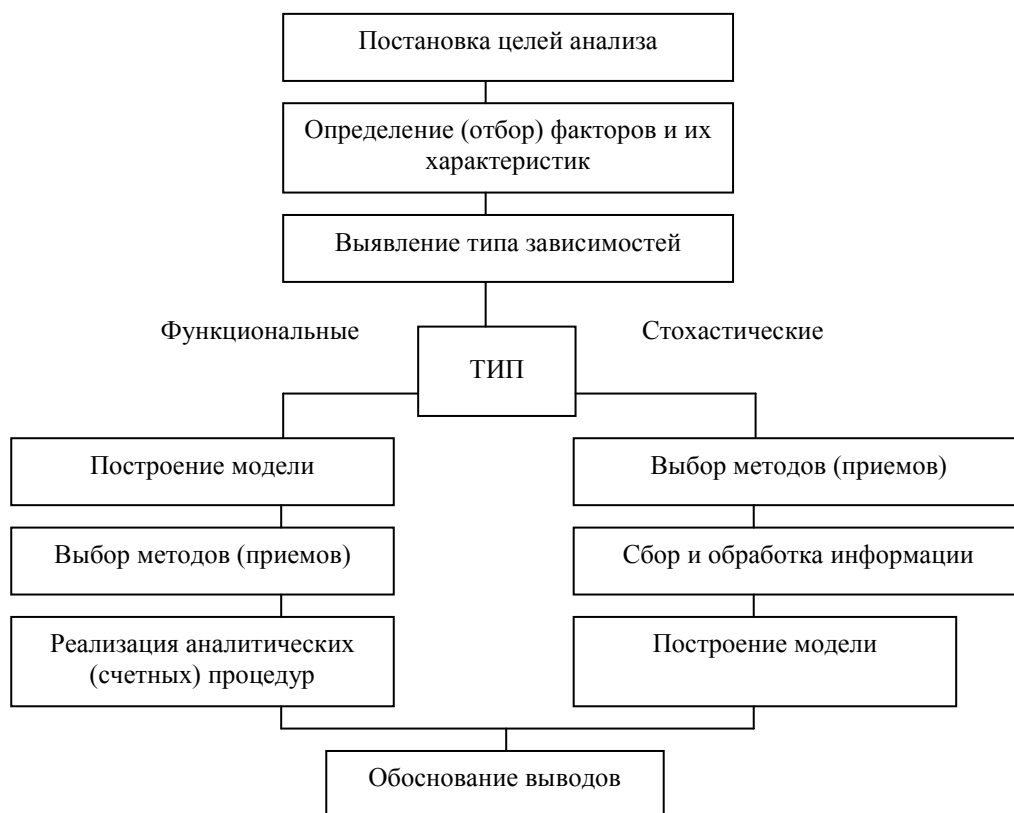 Постановка целей анализа
Определение (отбор) факторов и их
характеристик
Выявление типа зависимостей
Функциональные
Стохастические
ТИП
Построение модели
Выбор методов (приемов)
Выбор методов (приемов)
Сбор и обработка информации
Реализация аналитических
(счетных) процедур
Построение модели
Обоснование выводов